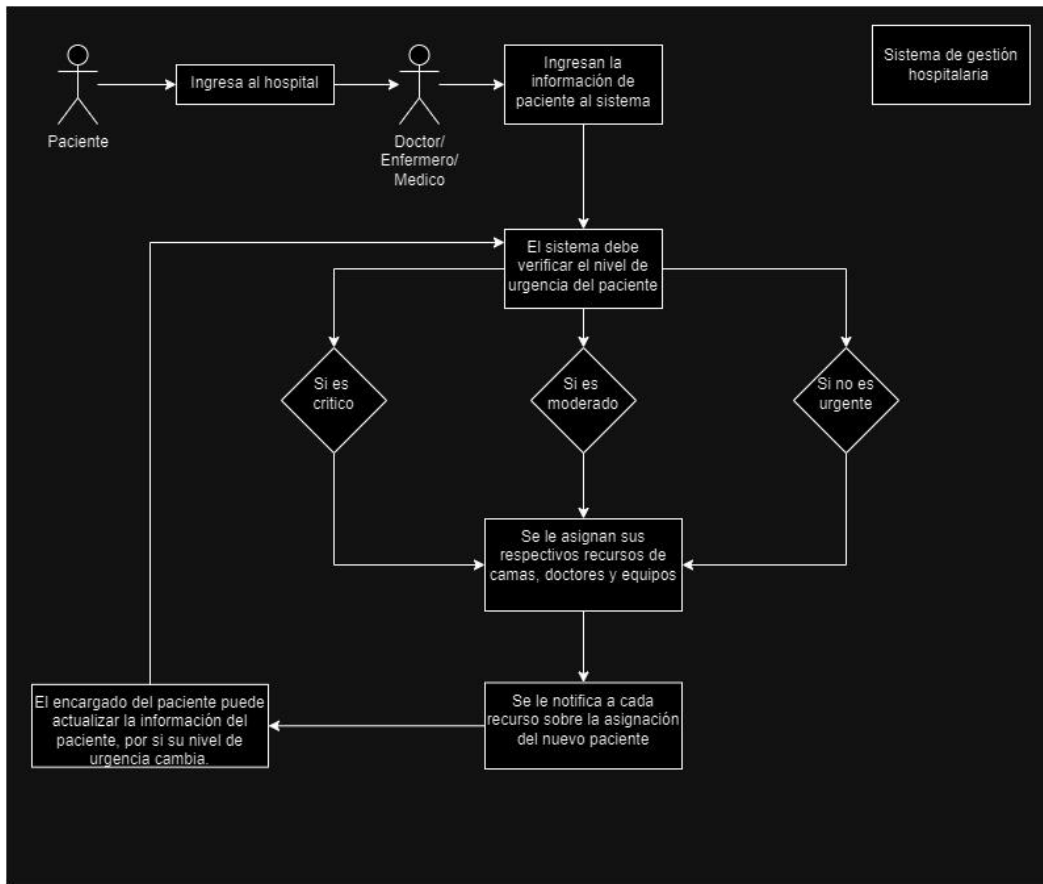 Sistema de gestión
hospitalaria
Paciente
Ingresa al hospital
Doctor/
Enfermero/
Medico
Ingresan la
información de
paciente al sistema
El sistema debe
verificar el nivel de
urgencia del paciente
Si es
critico
Si es
moderado
Si no es
urgente
Se le asignan sus
respectivos recursos de
camas, doctores y equipos
Se le notifica a cada
recurso sobre la asignación
del nuevo paciente
El encargado del paciente puede
actualizar la información del
paciente, por si su nivel de
urgencia cambia.